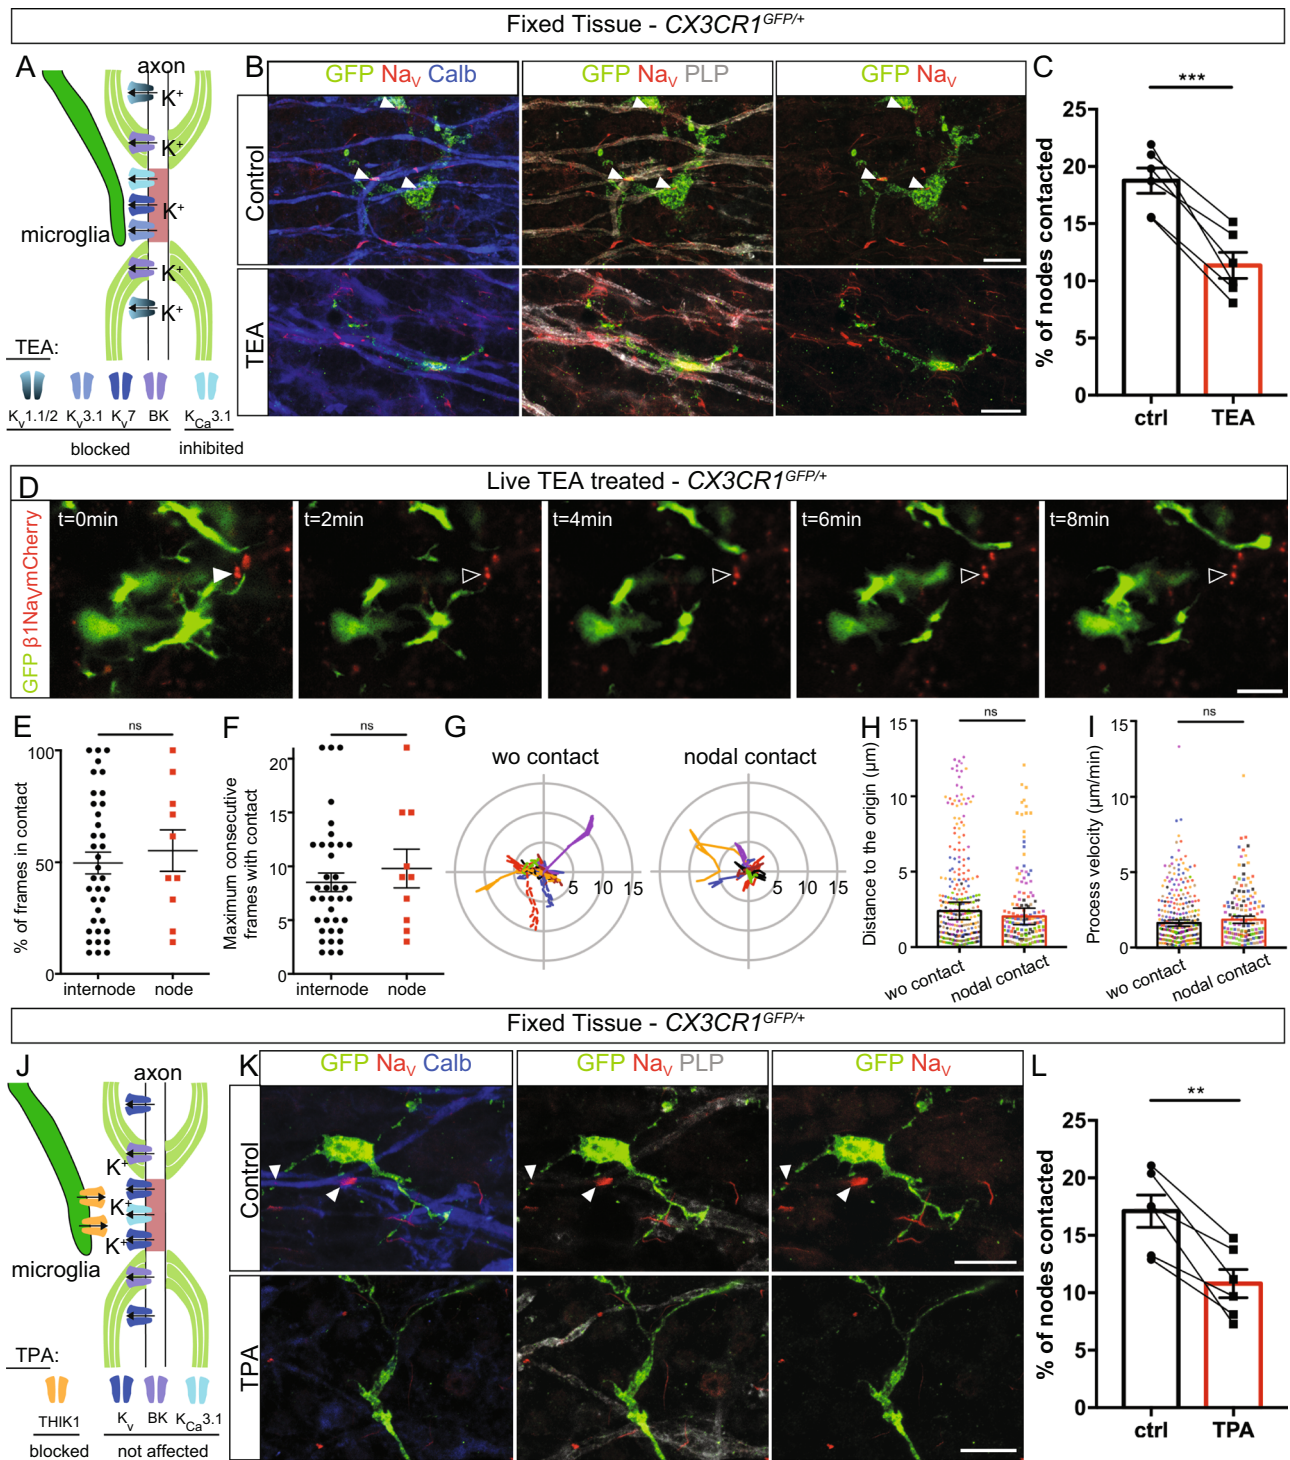 Fixed Tissue - CX3CR1GFP/+
A
axon
K+
K+
K+
K+
K+
microglia
TEA:
Kv1.1/2 Kv3.1 Kv7 BK KCa3.1
blocked inhibited
B
GFP NaV Calb
GFP NaV PLP
GFP NaV
Control
TEA
C
***
% of nodes contacted
25
20
15
10
5
0
ctrl TEA
Live TEA treated - CX3CR1GFP/+
D
GFP β1NaVmCherry
t=0min
t=2min
t=4min
t=6min
t=8min
E
ns
% of frames in contact
100
50
0
internode node
F
ns
Maximum consecutive
frames with contact
20
15
10
5
0
internode node
G
wo contact
5 10 15
nodal contact
5 10 15
H
ns
Distance to the origin (µm)
15
10
5
0
wo contact nodal contact
I
ns
Process velocity (µm/min)
15
10
5
0
wo contact nodal contact
Fixed Tissue - CX3CR1GFP/+
J
axon
K+
K+
K+
microglia
TPA:
THIK1 Kv BK KCa3.1
blocked not affected
K
GFP NaV Calb
GFP NaV PLP
GFP NaV
Control
TPA
L
**
% of nodes contacted
25
20
15
10
5
0
ctrl TPA